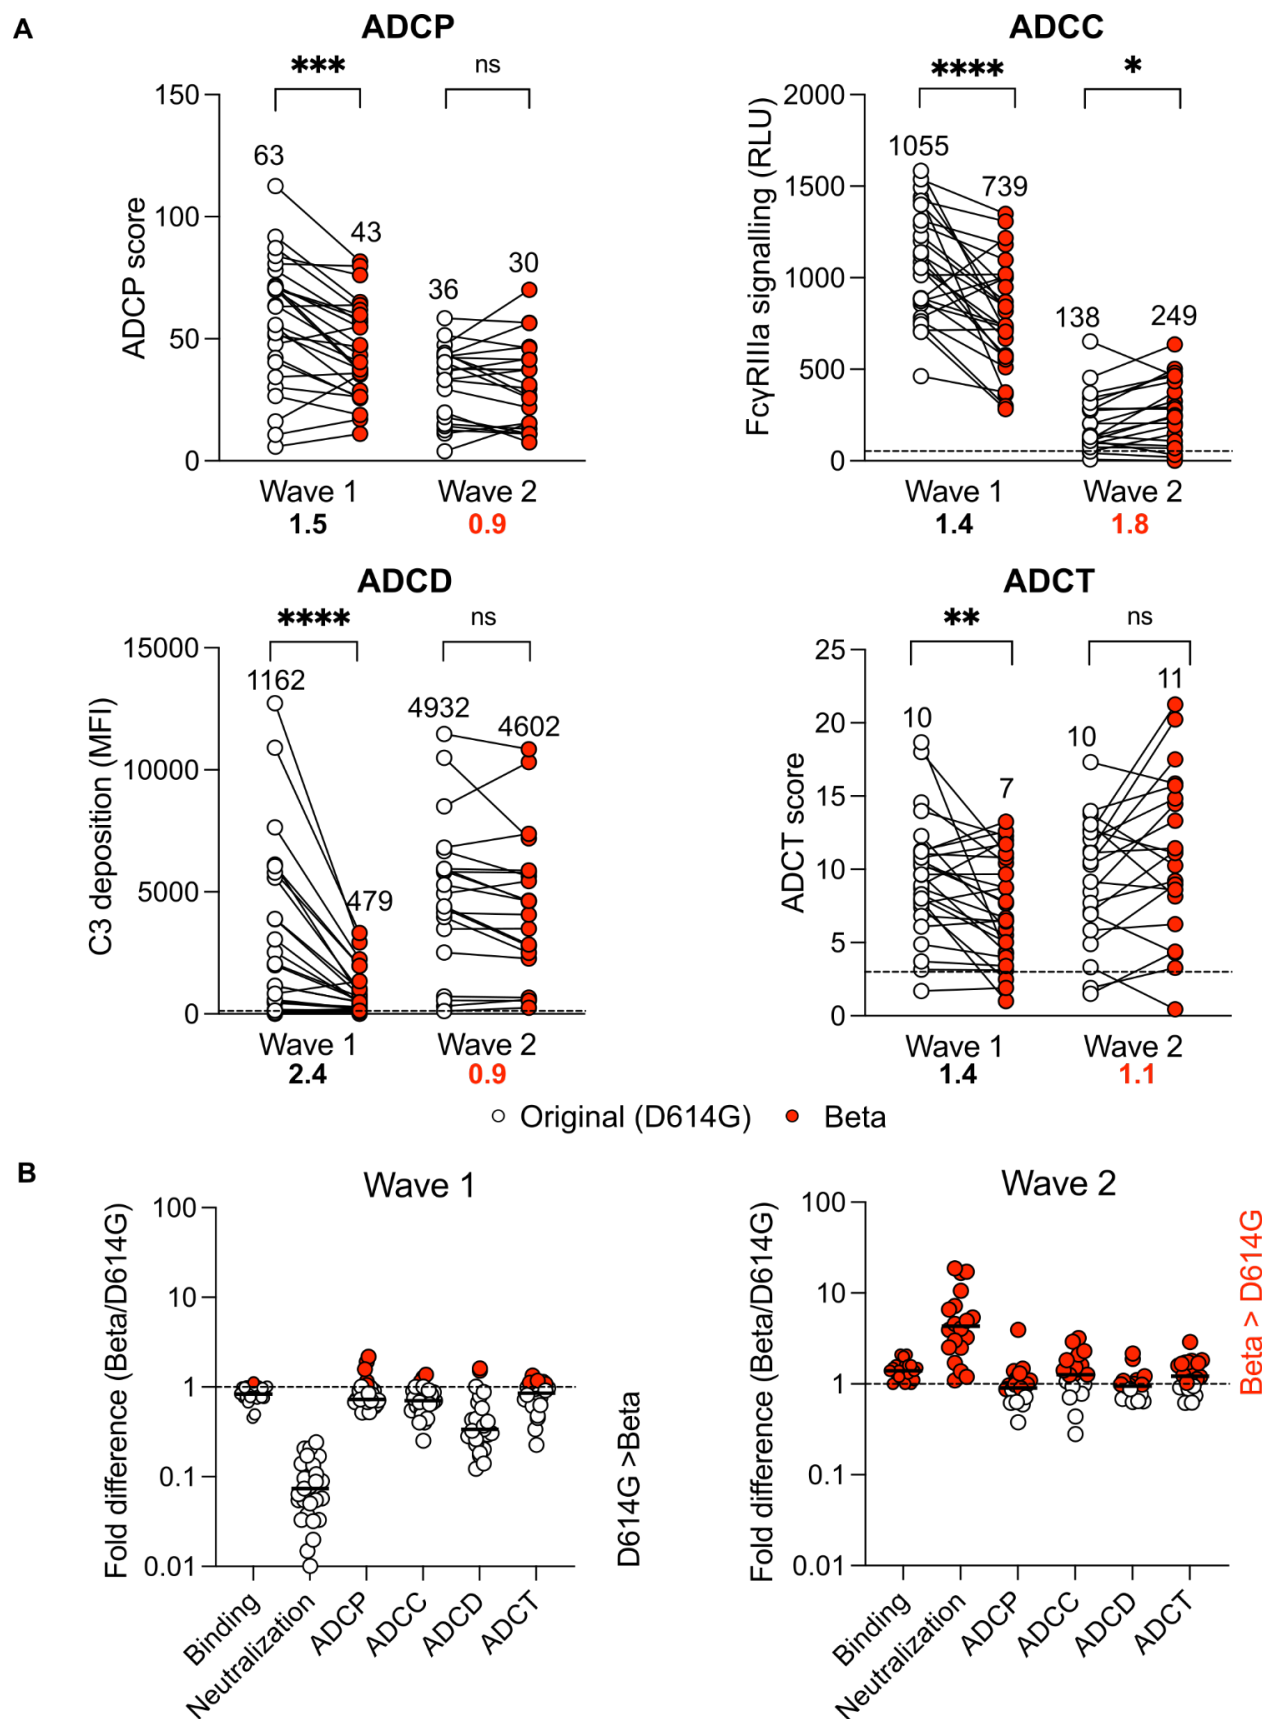 A
ADCP
ADCC
***
ns
****
*
ADCP score
150
100
50
0
63
43
36
30
Wave 1
Wave 2
1.5
0.9
FcγRIIIa signalling (RLU)
2000
1500
1000
500
0
1055
739
138
249
Wave 1
Wave 2
1.4
1.8
ADCD
ADCT
****
ns
**
ns
C3 deposition (MFI)
15000
10000
5000
0
1162
479
4932
4602
Wave 1
Wave 2
2.4
0.9
ADCT score
25
20
15
10
5
0
10
7
10
11
Wave 1
Wave 2
1.4
1.1
Original (D614G)
Beta
B
Wave 1
Fold difference (Beta/D614G)
100
10
1
0.1
0.01
Binding
Neutralization
ADCP
ADCC
ADCD
ADCT
D614G >Beta
Wave 2
Fold difference (Beta/D614G)
100
10
1
0.1
0.01
Binding
Neutralization
ADCP
ADCC
ADCD
ADCT
Beta > D614G